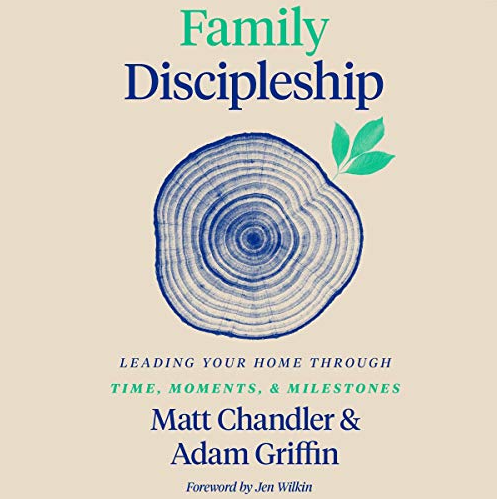 Family
Discipleship
LEADING YOUR HOME THROUGH
TIME, MOMENTS, & MILESTONES
Matt Chandler &
Adam Griffin
Foreword by Jen Wilkin